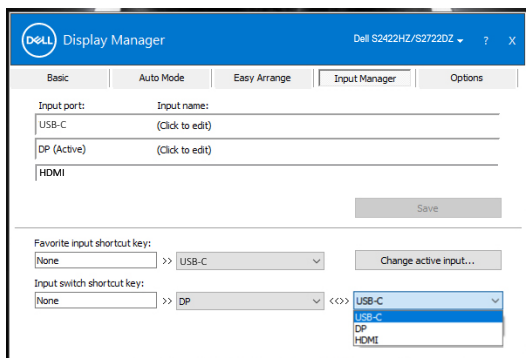 DELL Display Manager Dell S2422HZ/S2722DZ ? X
Basic Auto Mode Easy Arrange Input Manager Options
Input port: Input name:
USB-C (Click to edit)
DP (Active) (Click to edit)
HDMI
Save
Favorite input shortcut key:
None >> USB-C Change active input...
Input switch shortcut key:
None >> DP <<>> USB-C
USB-C
DP
HDMI